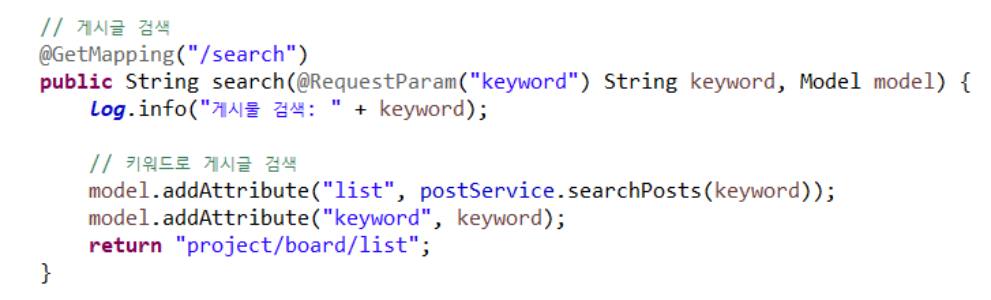 // 게시글 검색
@GetMapping("/search")
public String search(@RequestParam("keyword") String keyword, Model model) {
    log.info("게시물 검색: " + keyword);

    // 키워드로 게시글 검색
    model.addAttribute("list", postService.searchPosts(keyword));
    model.addAttribute("keyword", keyword);
    return "project/board/list";
}